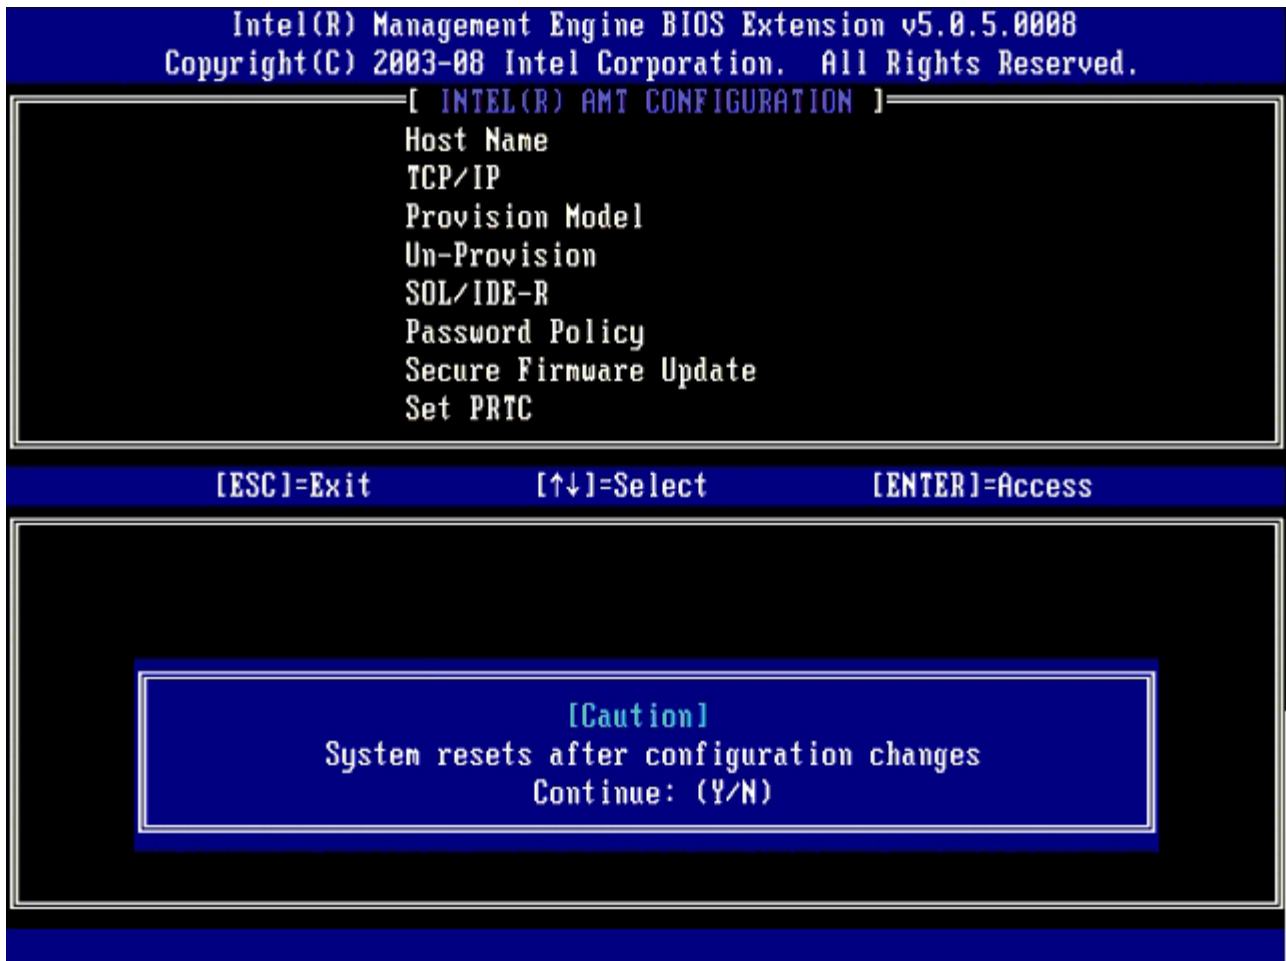 Intel(R) Management Engine BIOS Extension v5.0.5.0008
Copyright(C) 2003-08 Intel Corporation. All Rights Reserved.
[ INTEL(R) AMT CONFIGURATION ]
Host Name
TCP/IP
Provision Model
Un-Provision
SOL/IDE-R
Password Policy
Secure Firmware Update
Set PRTC
[ESC]=Exit [↑↓]=Select [ENTER]=Access
[Caution]
System resets after configuration changes
Continue: (Y/N)